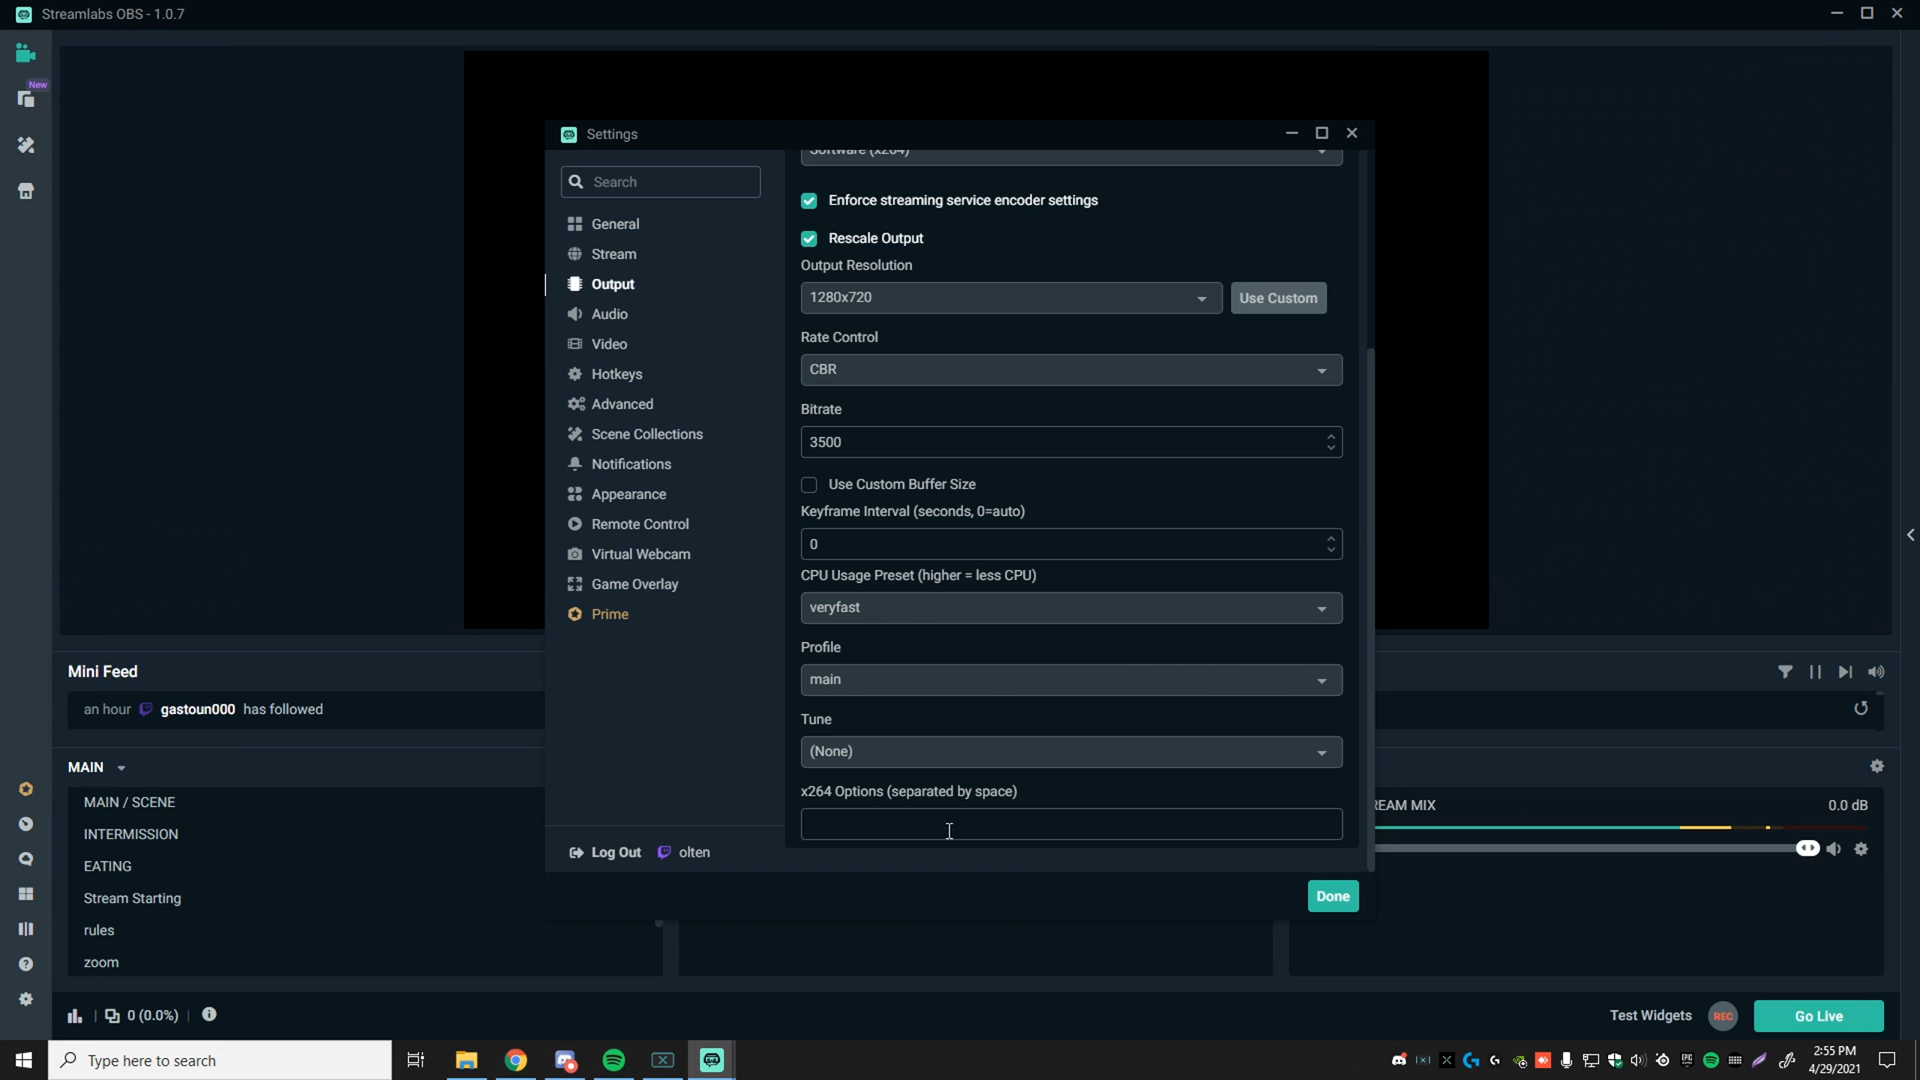 Streamlabs OBS - 1.0.7
New
Settings
Search
General
Stream
Output
Audio
Video
Hotkeys
Advanced
Scene Collections
Notifications
Appearance
Remote Control
Virtual Webcam
Game Overlay
Prime
Log Out
olten
Software (x264)
Enforce streaming service encoder settings
Rescale Output
Output Resolution
1280x720
Use Custom
Rate Control
CBR
Bitrate
3500
Use Custom Buffer Size
Keyframe Interval (seconds, 0=auto)
0
CPU Usage Preset (higher = less CPU)
veryfast
Profile
main
Tune
(None)
x264 Options (separated by space)
Done
Mini Feed
an hour gastoun000 has followed
MAIN
MAIN / SCENE
INTERMISSION
EATING
Stream Starting
rules
zoom
REAM MIX 0.0 dB
0 (0.0%)
Test Widgets
REC
Go Live
Type here to search
2:55 PM
4/29/2021